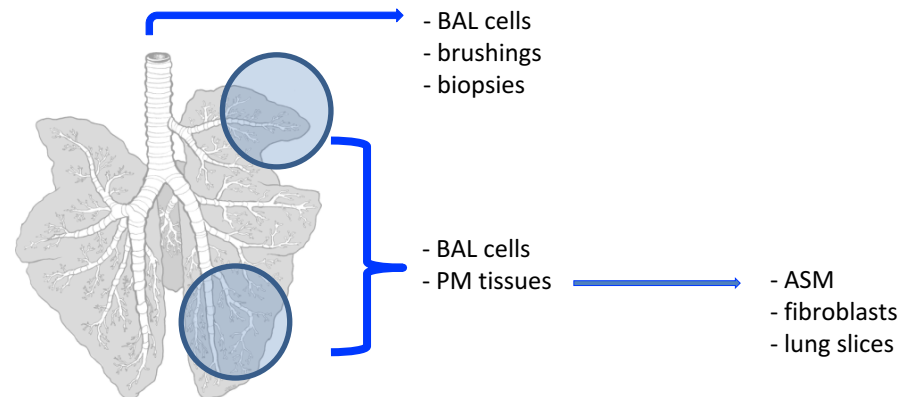 - BAL cells
- brushings
- biopsies
- BAL cells
- PM tissues
- ASM
- fibroblasts
- lung slices